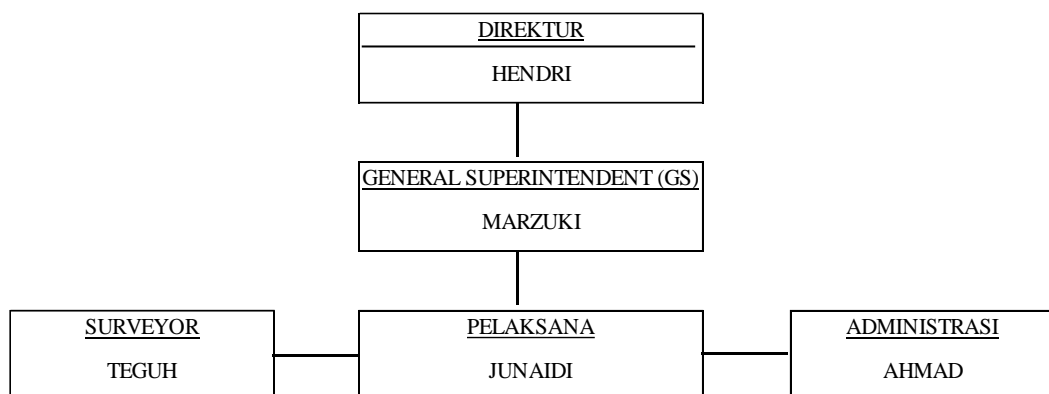 DIREKTUR
HENDRI
GENERAL SUPERINTENDENT (GS)
MARZUKI
SURVEYOR
TEGUH
PELAKSANA
JUNAIDI
ADMINISTRASI
AHMAD